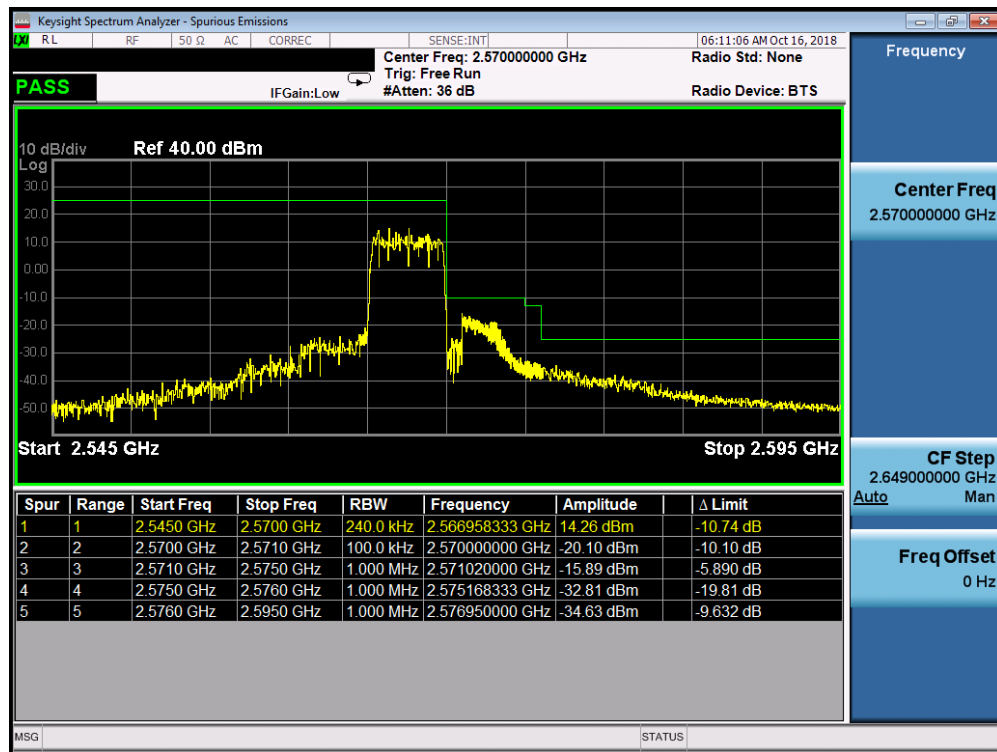 Keysight Spectrum Analyzer - Spurious Emissions
LXI RL RF 50 Ω AC CORREC SENSE:INT 06:11:06 AM Oct 16, 2018
Center Freq: 2.570000000 GHz Radio Std: None
Trig: Free Run
PASS IFGain:Low #Atten: 36 dB Radio Device: BTS
Frequency
10 dB/div Ref 40.00 dBm
Log
30.0
20.0
10.0
0.00
-10.0
-20.0
-30.0
-40.0
-50.0
Start 2.545 GHz Stop 2.595 GHz
Center Freq
2.570000000 GHz
CF Step
2.649000000 GHz
Auto Man
Freq Offset
0 Hz
Spur Range Start Freq Stop Freq RBW Frequency Amplitude Δ Limit
1 1 2.5450 GHz 2.5700 GHz 240.0 kHz 2.566958333 GHz 14.26 dBm -10.74 dB
2 2 2.5700 GHz 2.5710 GHz 100.0 kHz 2.570000000 GHz -20.10 dBm -10.10 dB
3 3 2.5710 GHz 2.5750 GHz 1.000 MHz 2.571020000 GHz -15.89 dBm -5.890 dB
4 4 2.5750 GHz 2.5760 GHz 1.000 MHz 2.575168333 GHz -32.81 dBm -19.81 dB
5 5 2.5760 GHz 2.5950 GHz 1.000 MHz 2.576950000 GHz -34.63 dBm -9.632 dB
MSG STATUS